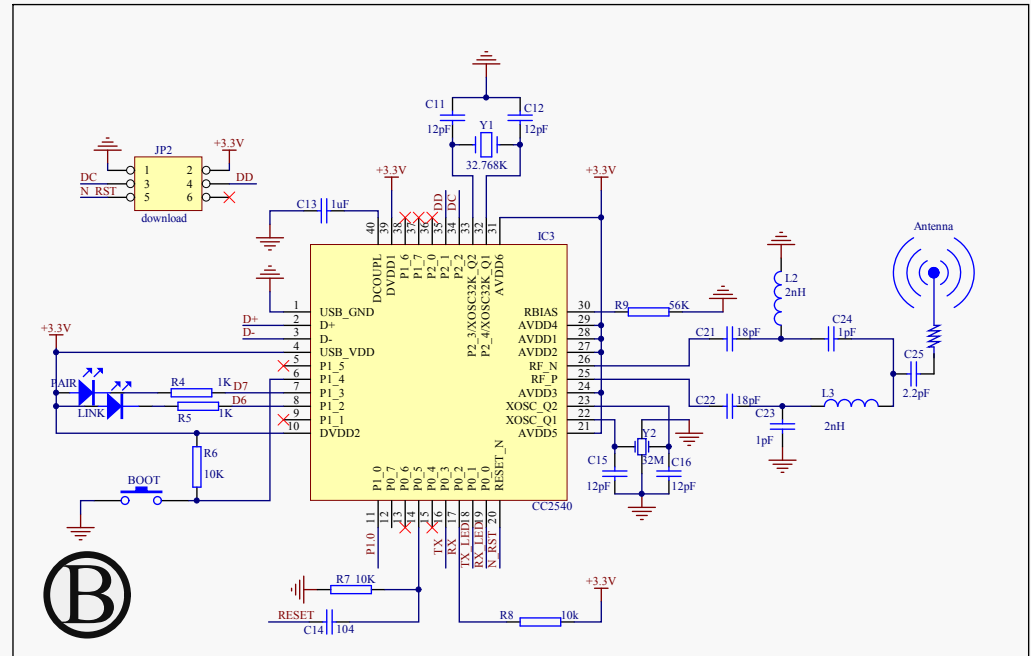 C11
C12
12pF
Y1
12pF
32.768K
JP2
+3.3V
1
2
DC
3
4
DD
N_RST
5
6
download
+3.3V
+3.3V
C13
1uF
DD
DC
40
39
38
37
36
35
34
33
32
31
IC3
DCOUPL
DVDD1
P1_6
P1_7
P2_0
P2_1
P2_2
P2_3/XOSC32K_Q2
P2_4/XOSC32K_Q1
AVDD6
Antenna
L2
2nH
1
USB_GND
RBIAS
30
R9
56K
D+
2
D+
AVDD4
29
D-
3
D-
AVDD1
28
C21
18pF
C24
1pF
+3.3V
4
USB_VDD
AVDD2
27
5
P1_5
RF_N
26
6
P1_4
RF_P
25
C25
2.2pF
PAIR
R4
1K
D7
7
P1_3
AVDD3
24
LINK
R5
1K
D6
8
P1_2
XOSC_Q2
23
C22
18pF
C23
1pF
L3
2nH
9
P1_1
XOSC_Q1
22
10
DVDD2
AVDD5
21
Y2
32M
R6
10K
C15
12pF
C16
12pF
BOOT
P1_0
P0_7
P0_6
P0_5
P0_4
P0_3
P0_2
P0_1
P0_0
RESET_N
CC2540
11
12
13
14
15
16
17
18
19
20
P1.0
TX
RX
TX_LED
RX_LED
N_RST
B
R7 10K
RESET
C14
104
R8
10k
+3.3V